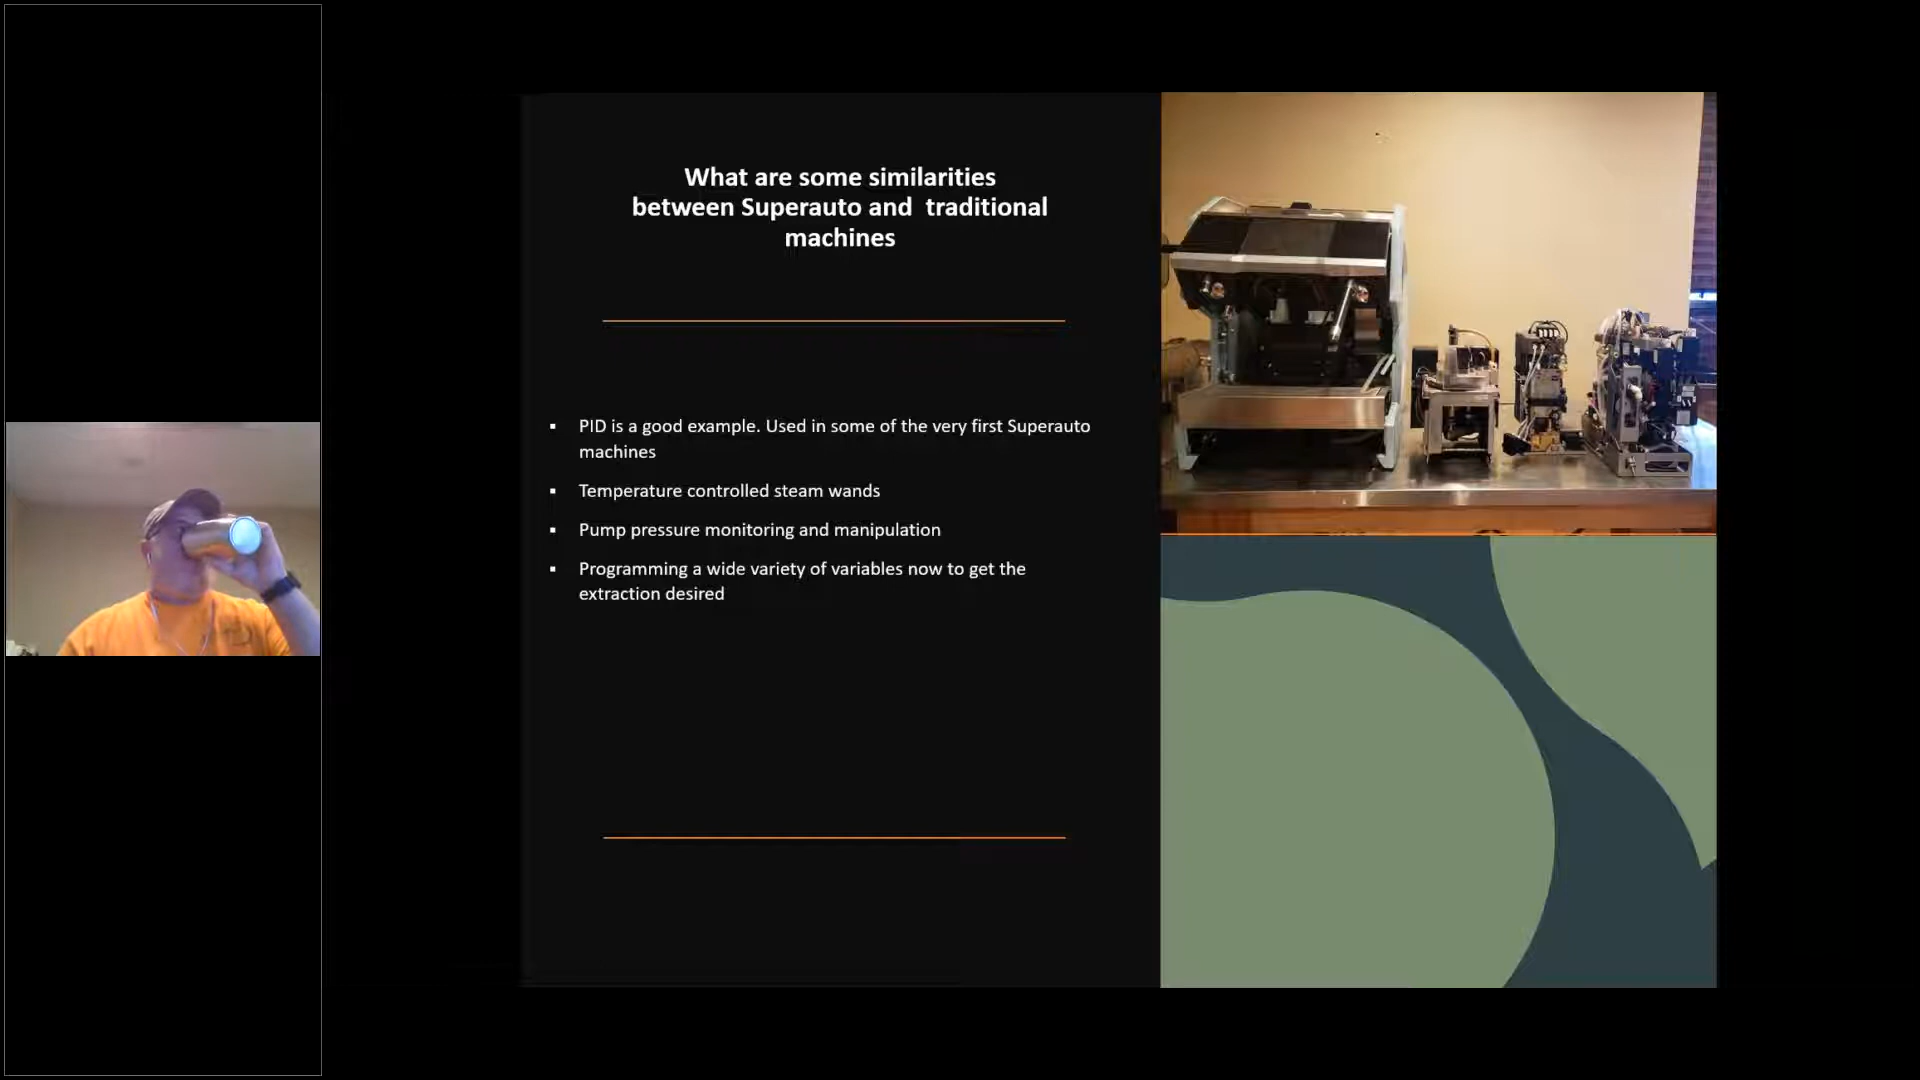 What are some similarities
between Superauto and  traditional
machines
▪ PID is a good example. Used in some of the very first Superauto
machines
▪ Temperature controlled steam wands
▪ Pump pressure monitoring and manipulation
▪ Programming a wide variety of variables now to get the
extraction desired